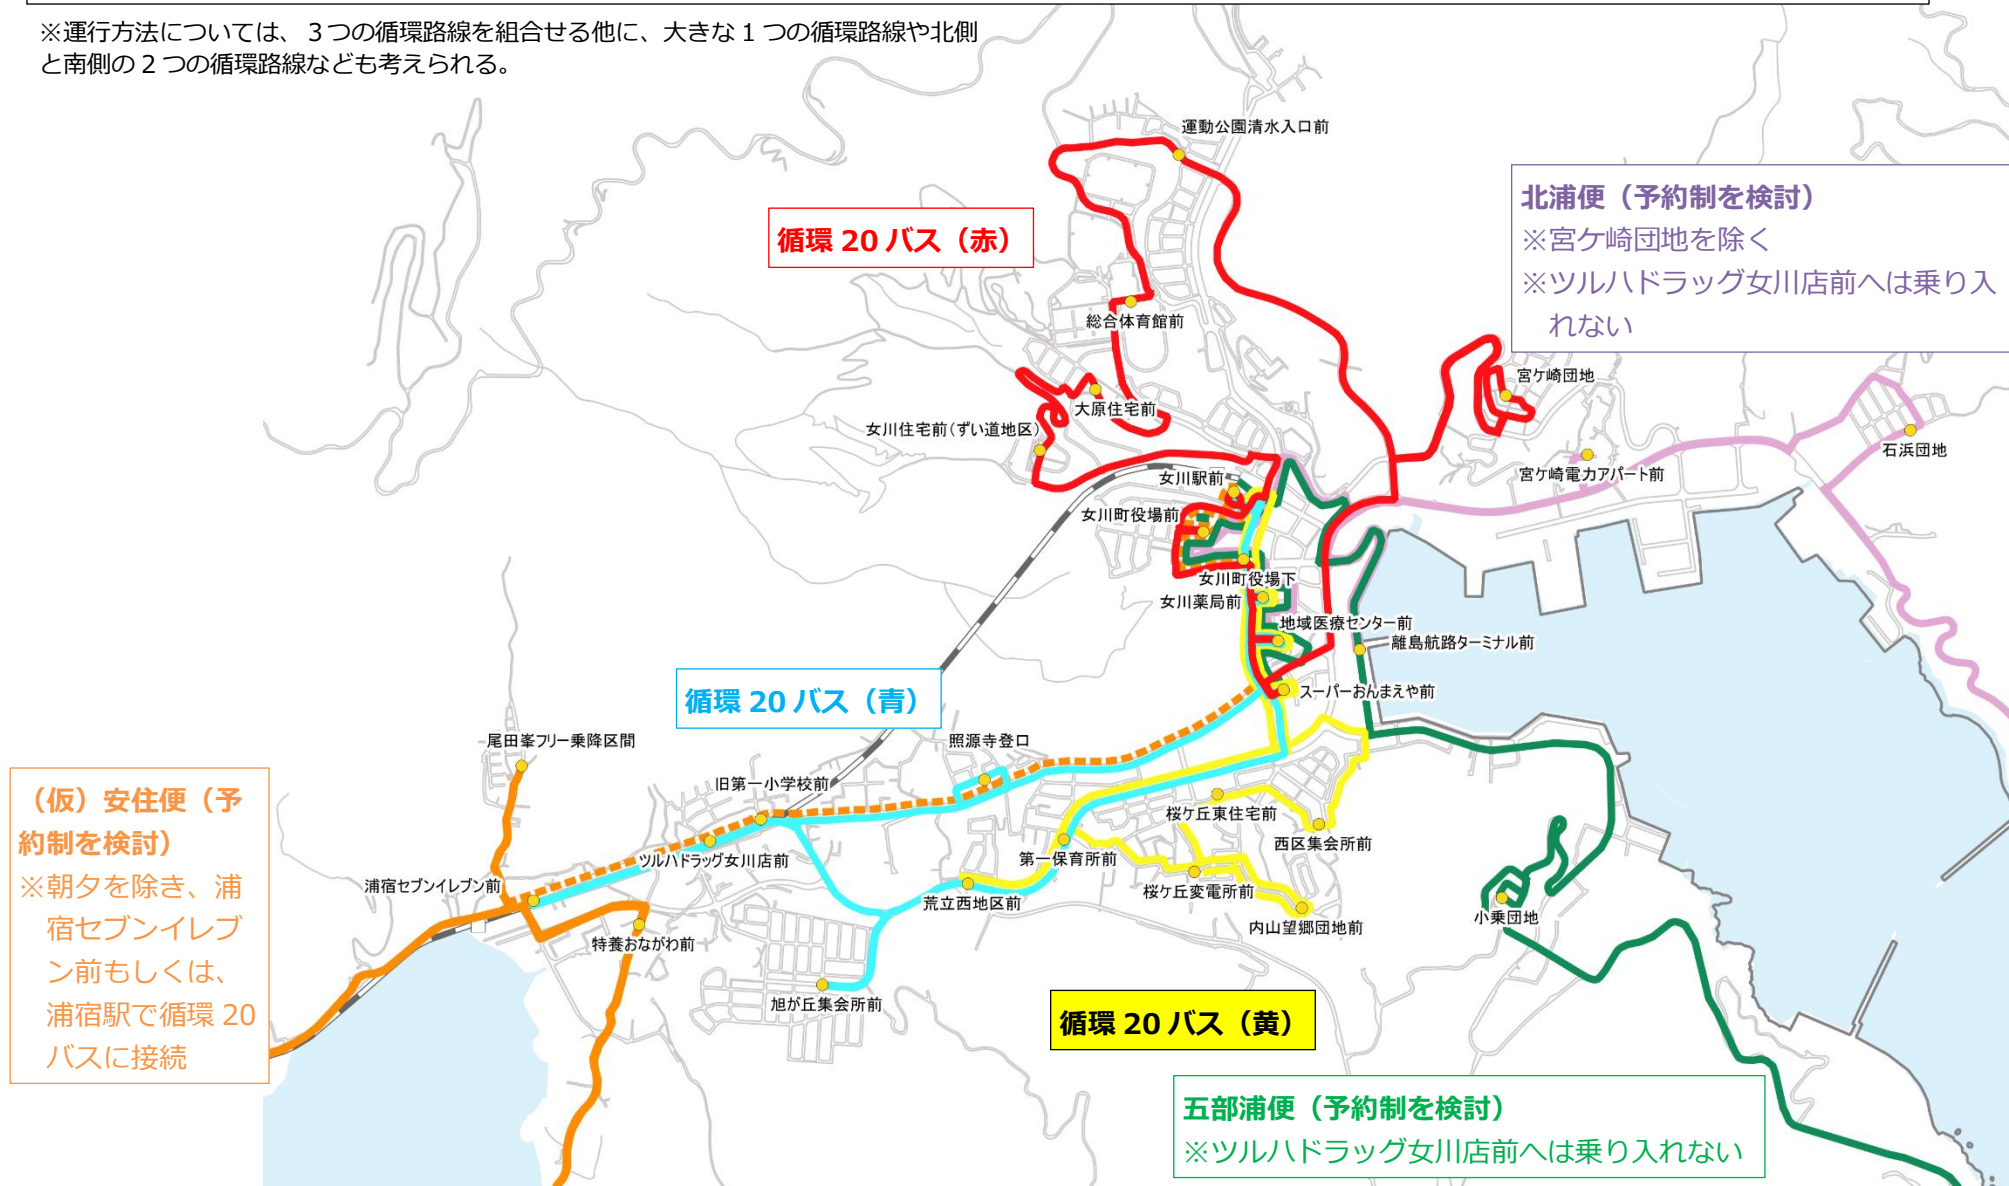 ※運行方法については、３つの循環路線を組合せる他に、大きな１つの循環路線や北側
と南側の２つの循環路線なども考えられる。
運動公園清水入口前
北浦便（予約制を検討）
※宮ケ崎団地を除く
※ツルハドラッグ女川店前へは乗り入
れない
循環 20 バス（赤）
総合体育館前
宮ケ崎団地
大原住宅前
女川住宅前(ずい道地区)
石浜団地
女川駅前
宮ケ崎電力アパート前
女川町役場前
女川町役場下
女川薬局前
地域医療センター前
離島航路ターミナル前
循環 20 バス（青）
スーパーおんまえや前
尾田峯フリー乗降区間
照源寺登口
（仮）安住便（予
約制を検討）
※朝夕を除き、浦
宿セブンイレブ
ン前もしくは、
浦宿駅で循環 20
バスに接続
旧第一小学校前
桜ケ丘東住宅前
西区集会所前
ツルハドラッグ女川店前
第一保育所前
浦宿セブンイレブン前
桜ケ丘変電所前
荒立西地区前
内山望郷団地前
小乗団地
特養おながわ前
旭が丘集会所前
循環 20 バス（黄）
五部浦便（予約制を検討）
※ツルハドラッグ女川店前へは乗り入れない